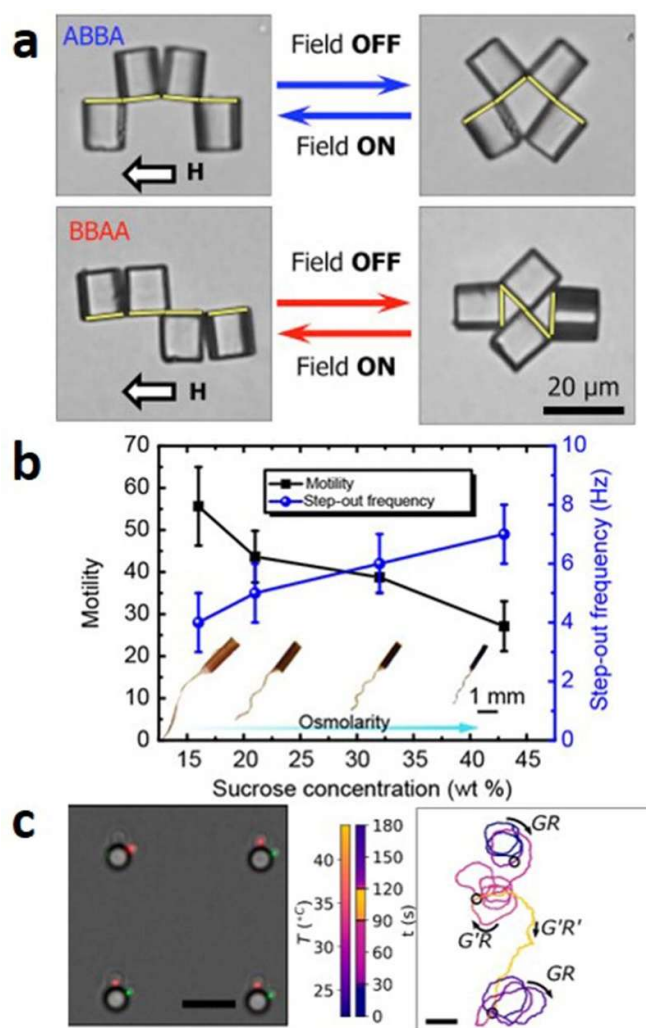 a
ABBA
Field OFF
Field ON
H
BBAA
Field OFF
Field ON
H
20 µm
b
70
60
50
40
30
20
10
0
Motility
Motility
Step-out frequency
10
8
6
4
2
0
Step-out frequency (Hz)
1 mm
Osmolarity
15 20 25 30 35 40 45
Sucrose concentration (wt %)
c
40
35
30
25
T (°C)
180
150
120
90
60
30
0
t (s)
GR
G'R
G'R'
GR